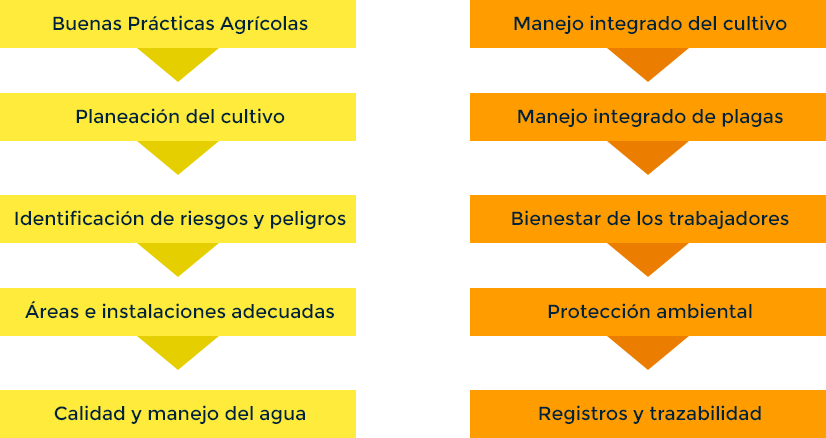 Buenas Prácticas Agrícolas
Planeación del cultivo
Identificación de riesgos y peligros
Áreas e instalaciones adecuadas
Calidad y manejo del agua
Manejo integrado del cultivo
Manejo integrado de plagas
Bienestar de los trabajadores
Protección ambiental
Registros y trazabilidad